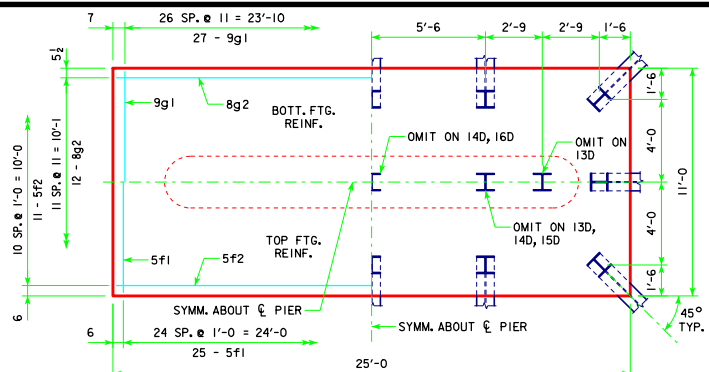 7
26 SP. @ 11 = 23'-10
27 - 9g1
5'-6
2'-9
2'-9
1'-6
5½
9g1
8g2
BOTT. FTG.
REINF.
OMIT ON 14D, 16D
OMIT ON
13D
1'-6
4'-0
11'-0
4'-0
1'-6
10 SP. @ 1'-0 = 10'-0
11 - 5f2
11 SP. @ 11 = 10'-1
12 - 8g2
OMIT ON 13D,
14D, 15D
TOP FTG.
REINF.
5f1
5f2
6
SYMM. ABOUT ℄ PIER
SYMM. ABOUT ℄ PIER
45°
TYP.
6
24 SP. @ 1'-0 = 24'-0
25 - 5f1
25'-0